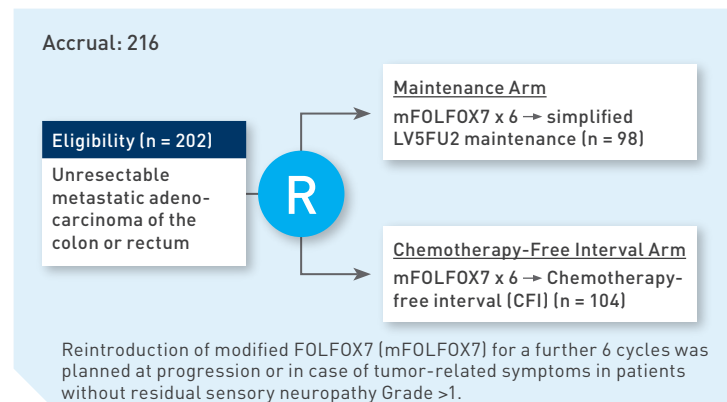 Accrual: 216
Eligibility (n = 202)
Unresectable
metastatic adeno-
carcinoma of the
colon or rectum
R
Maintenance Arm
mFOLFOX7 x 6 → simplified
LV5FU2 maintenance (n = 98)
Chemotherapy-Free Interval Arm
mFOLFOX7 x 6 → Chemotherapy-
free interval (CFI) (n = 104)
Reintroduction of modified FOLFOX7 (mFOLFOX7) for a further 6 cycles was
planned at progression or in case of tumor-related symptoms in patients
without residual sensory neuropathy Grade >1.